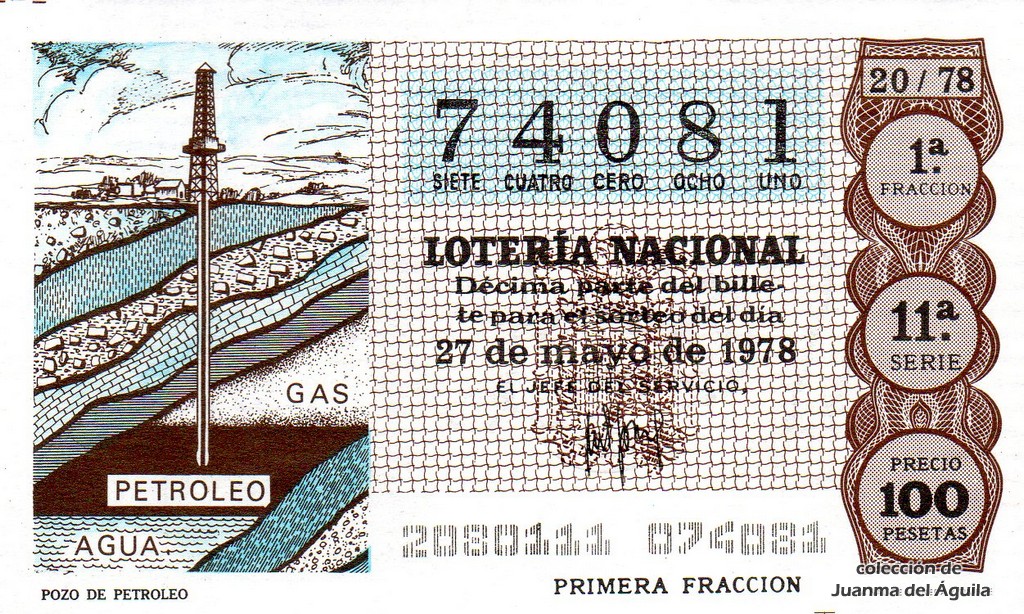 20 / 78
74081
SIETE CUATRO CERO OCHO UNO
1.ª
FRACCION
LOTERÍA NACIONAL
Décima parte del bille-
te para el sorteo del día
27 de mayo de 1978
EL JEFE DEL SERVICIO,
11.ª
SERIE
GAS
PETROLEO
AGUA
PRECIO
100
PESETAS
2080111 074081
PRIMERA FRACCION
POZO DE PETROLEO
colección de
Juanma del Águila